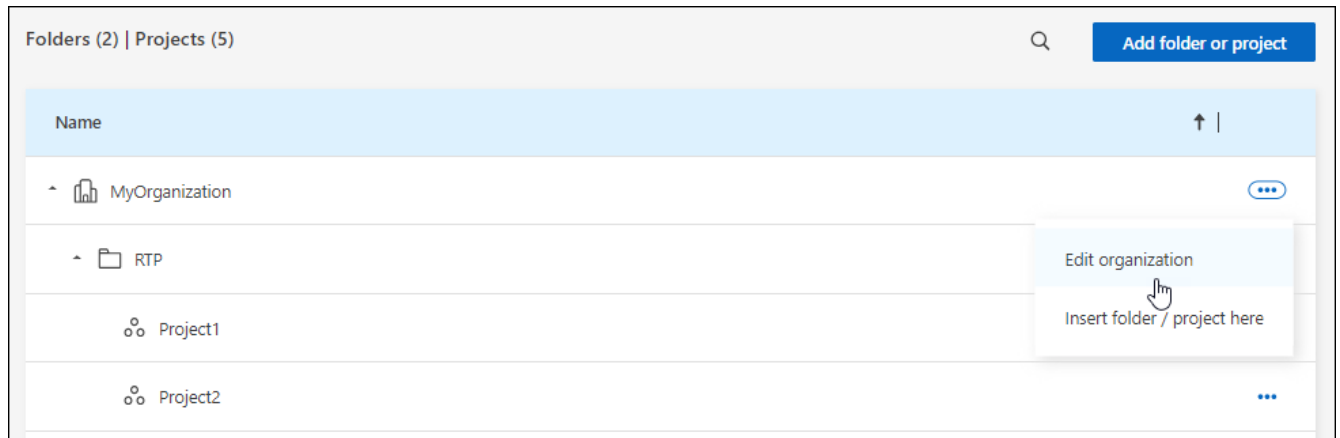 Folders (2) | Projects (5)
Add folder or project
Name
MyOrganization
RTP
Edit organization
Project1
Insert folder / project here
Project2